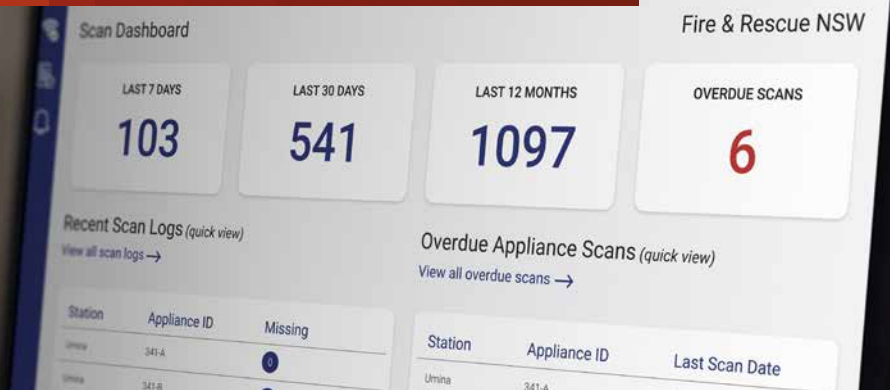 Scan Dashboard
Fire & Rescue NSW
LAST 7 DAYS
103
LAST 30 DAYS
541
LAST 12 MONTHS
1097
OVERDUE SCANS
6
Recent Scan Logs (quick view)
View all scan logs →
Station Appliance ID Missing
Umina 341-A 0
Umina 341-B
Overdue Appliance Scans (quick view)
View all overdue scans →
Station Appliance ID Last Scan Date
Umina 341-A